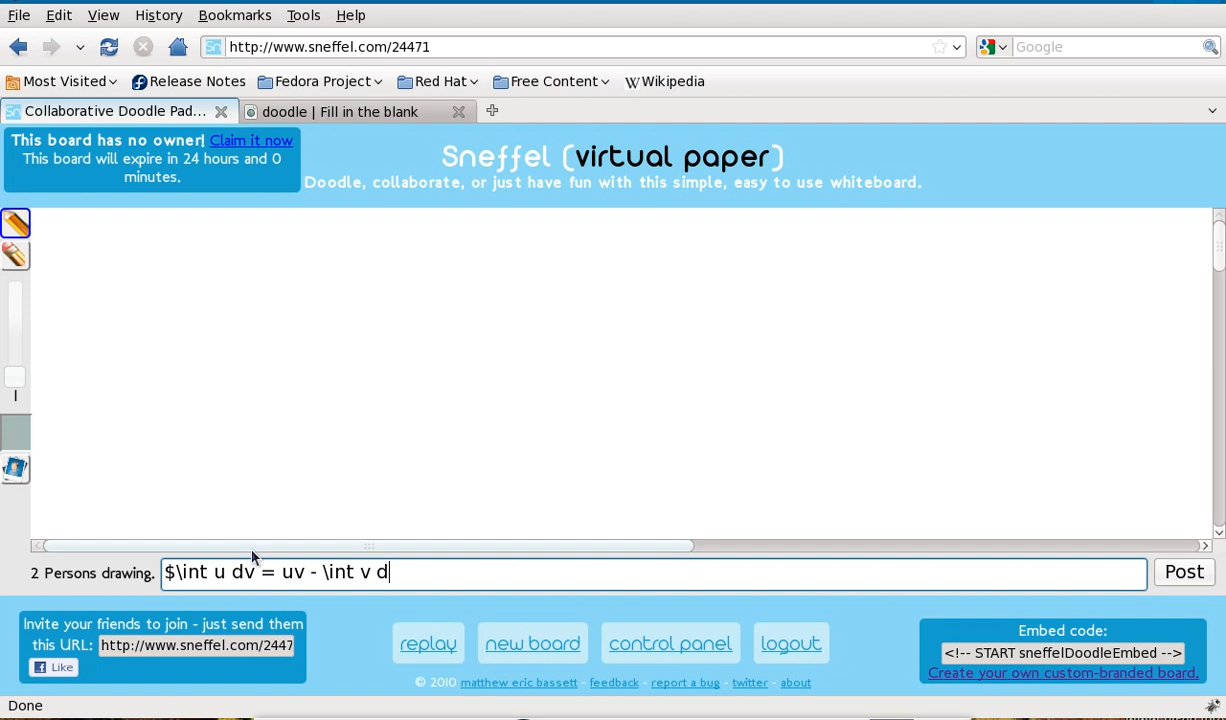 File Edit View History Bookmarks Tools Help
http://www.sneffel.com/24471 Google
Most Visited Release Notes Fedora Project Red Hat Free Content Wikipedia
Collaborative Doodle Pad... doodle | Fill in the blank
This board has no owner! Claim it now
This board will expire in 24 hours and 0
minutes.
Sneffel (virtual paper)
Doodle, collaborate, or just have fun with this simple, easy to use whiteboard.
2 Persons drawing. $\int u dv = uv - \int v d Post
Invite your friends to join - just send them
this URL: http://www.sneffel.com/2447
Like
replay new board control panel logout
© 2010 matthew eric bassett - feedback - report a bug - twitter - about
Embed code:
<!-- START sneffelDoodleEmbed -->
Create your own custom-branded board.
Done